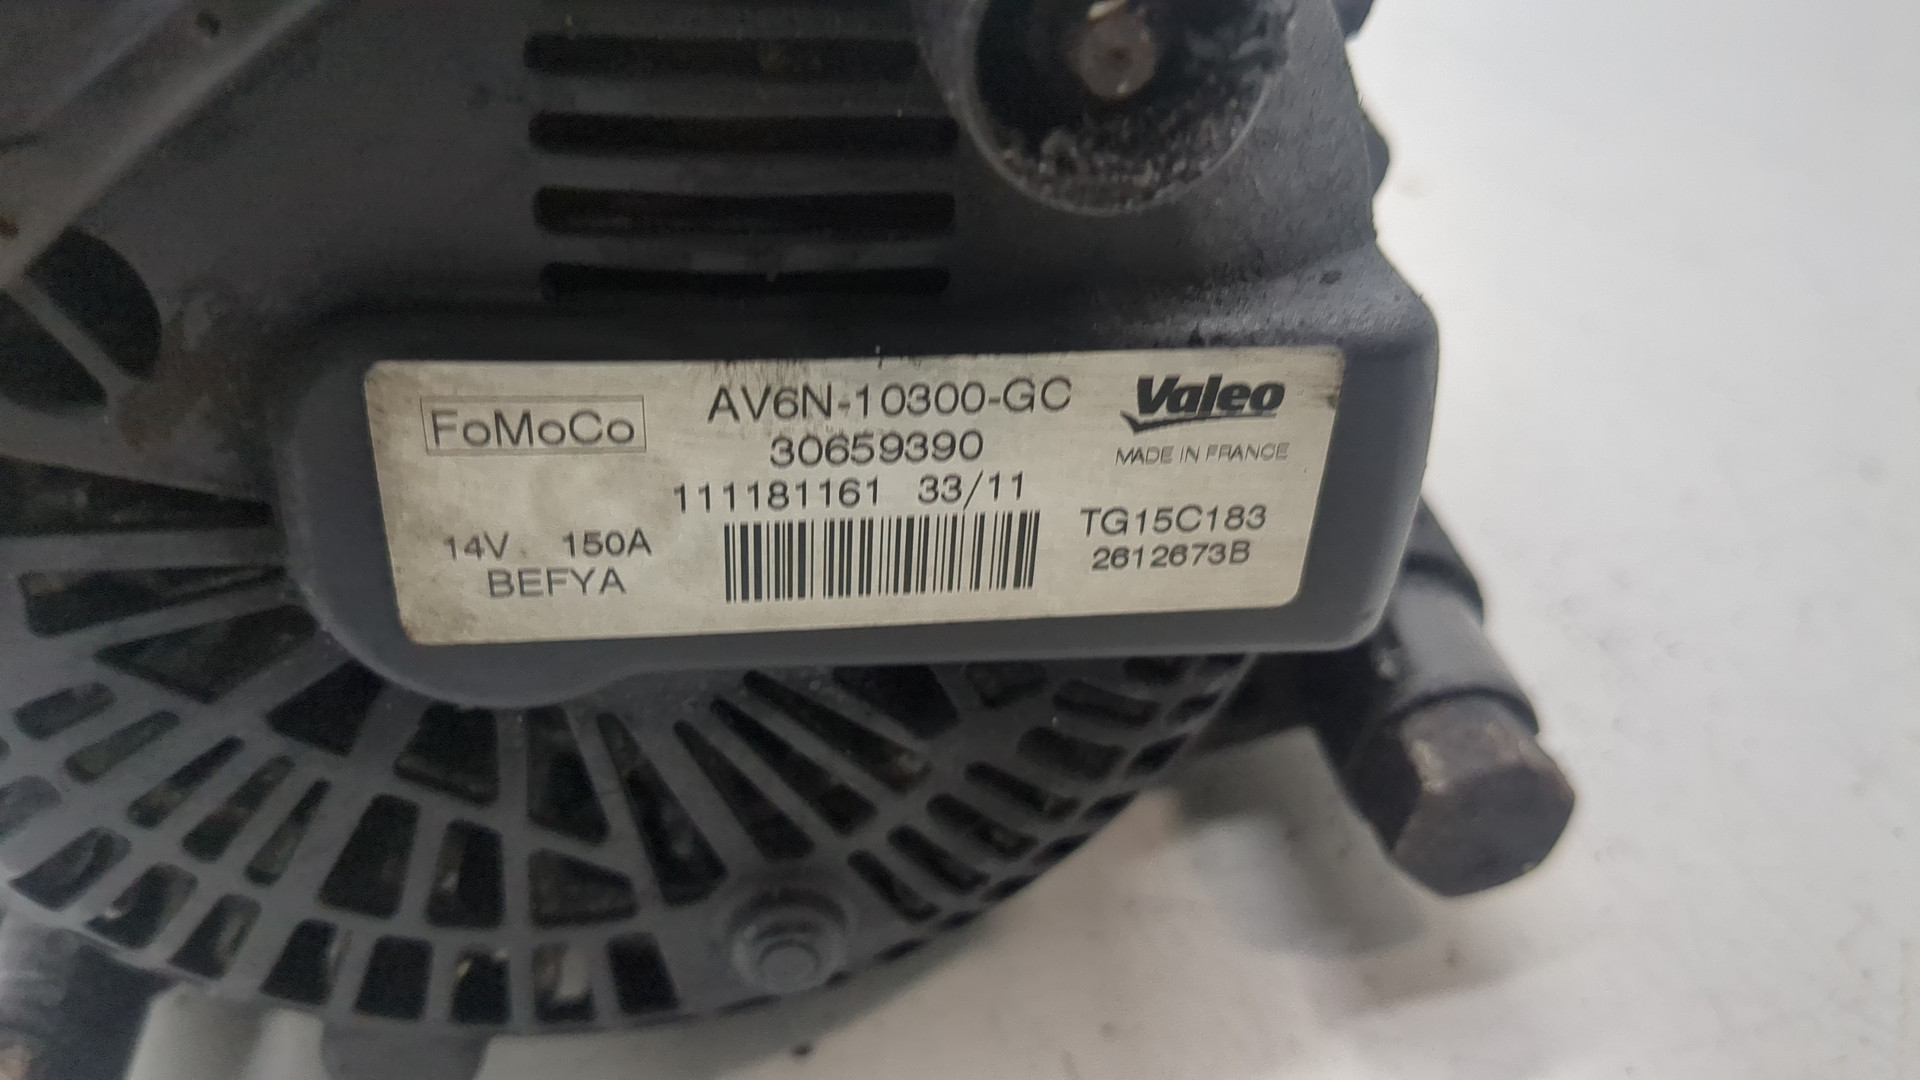 FoMoCo
AV6N-10300-GC
30659390
111181161 33/11
14V 150A
BEFYA
Valeo
MADE IN FRANCE
TG15C183
2612673B